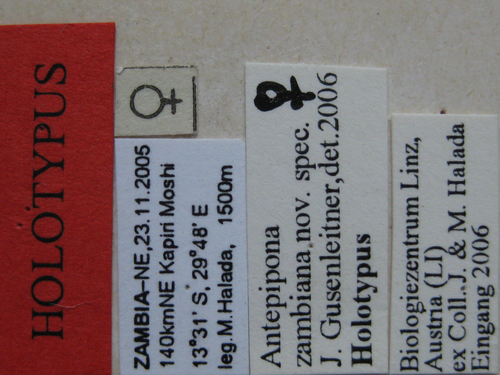 HOLOTYPUS
♀
ZAMBIA-NE,23.11.2005
140kmNE Kapiri Moshi
13°31' S, 29°48' E
leg.M.Halada, 1500m
♀
Antepipona
zambiana nov. spec.
J. Gusenleitner,det.2006
Holotypus
Biologiezentrum Linz,
Austria (LI)
ex Coll. J. & M. Halada
Eingang 2006